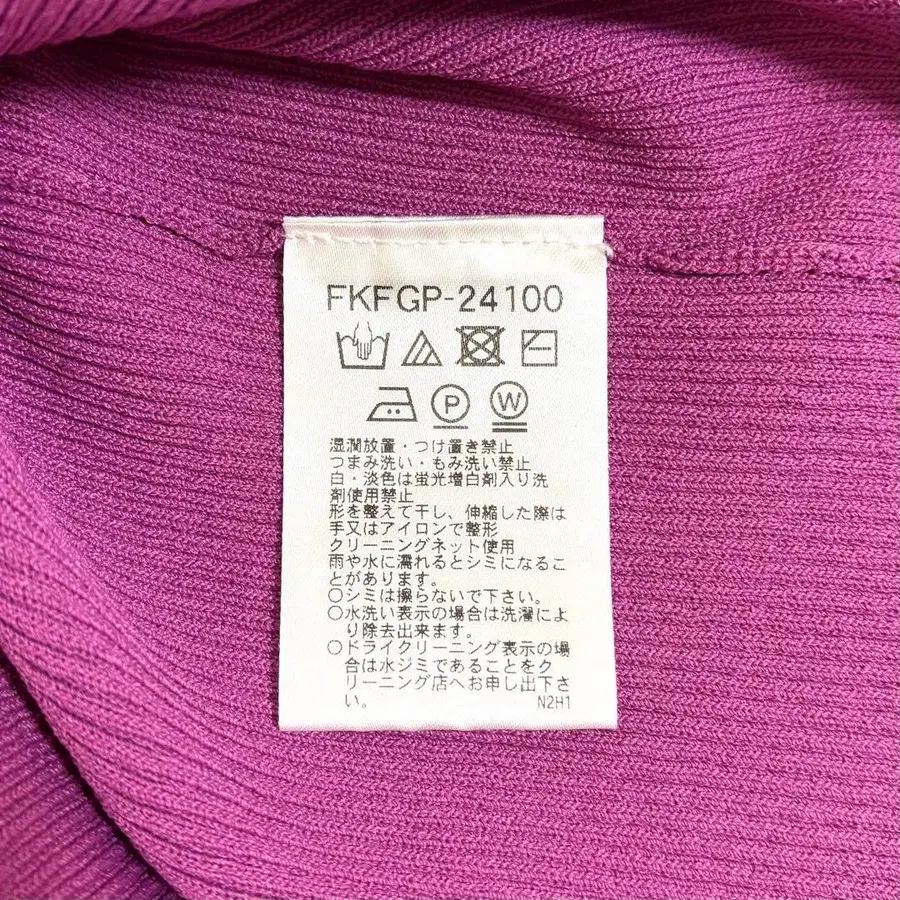 FKFGP-24100
P W
湿潤放置・つけ置き禁止
つまみ洗い・もみ洗い禁止
白・淡色は蛍光増白剤入り洗
剤使用禁止
形を整えて干し、伸縮した際は
手又はアイロンで整形
クリーニングネット使用
雨や水に濡れるとシミになるこ
とがあります。
○シミは擦らないで下さい。
○水洗い表示の場合は洗濯によ
り除去出来ます。
○ドライクリーニング表示の場
合は水ジミであることをク
リーニング店へお申し出下さ
い。 N2H1